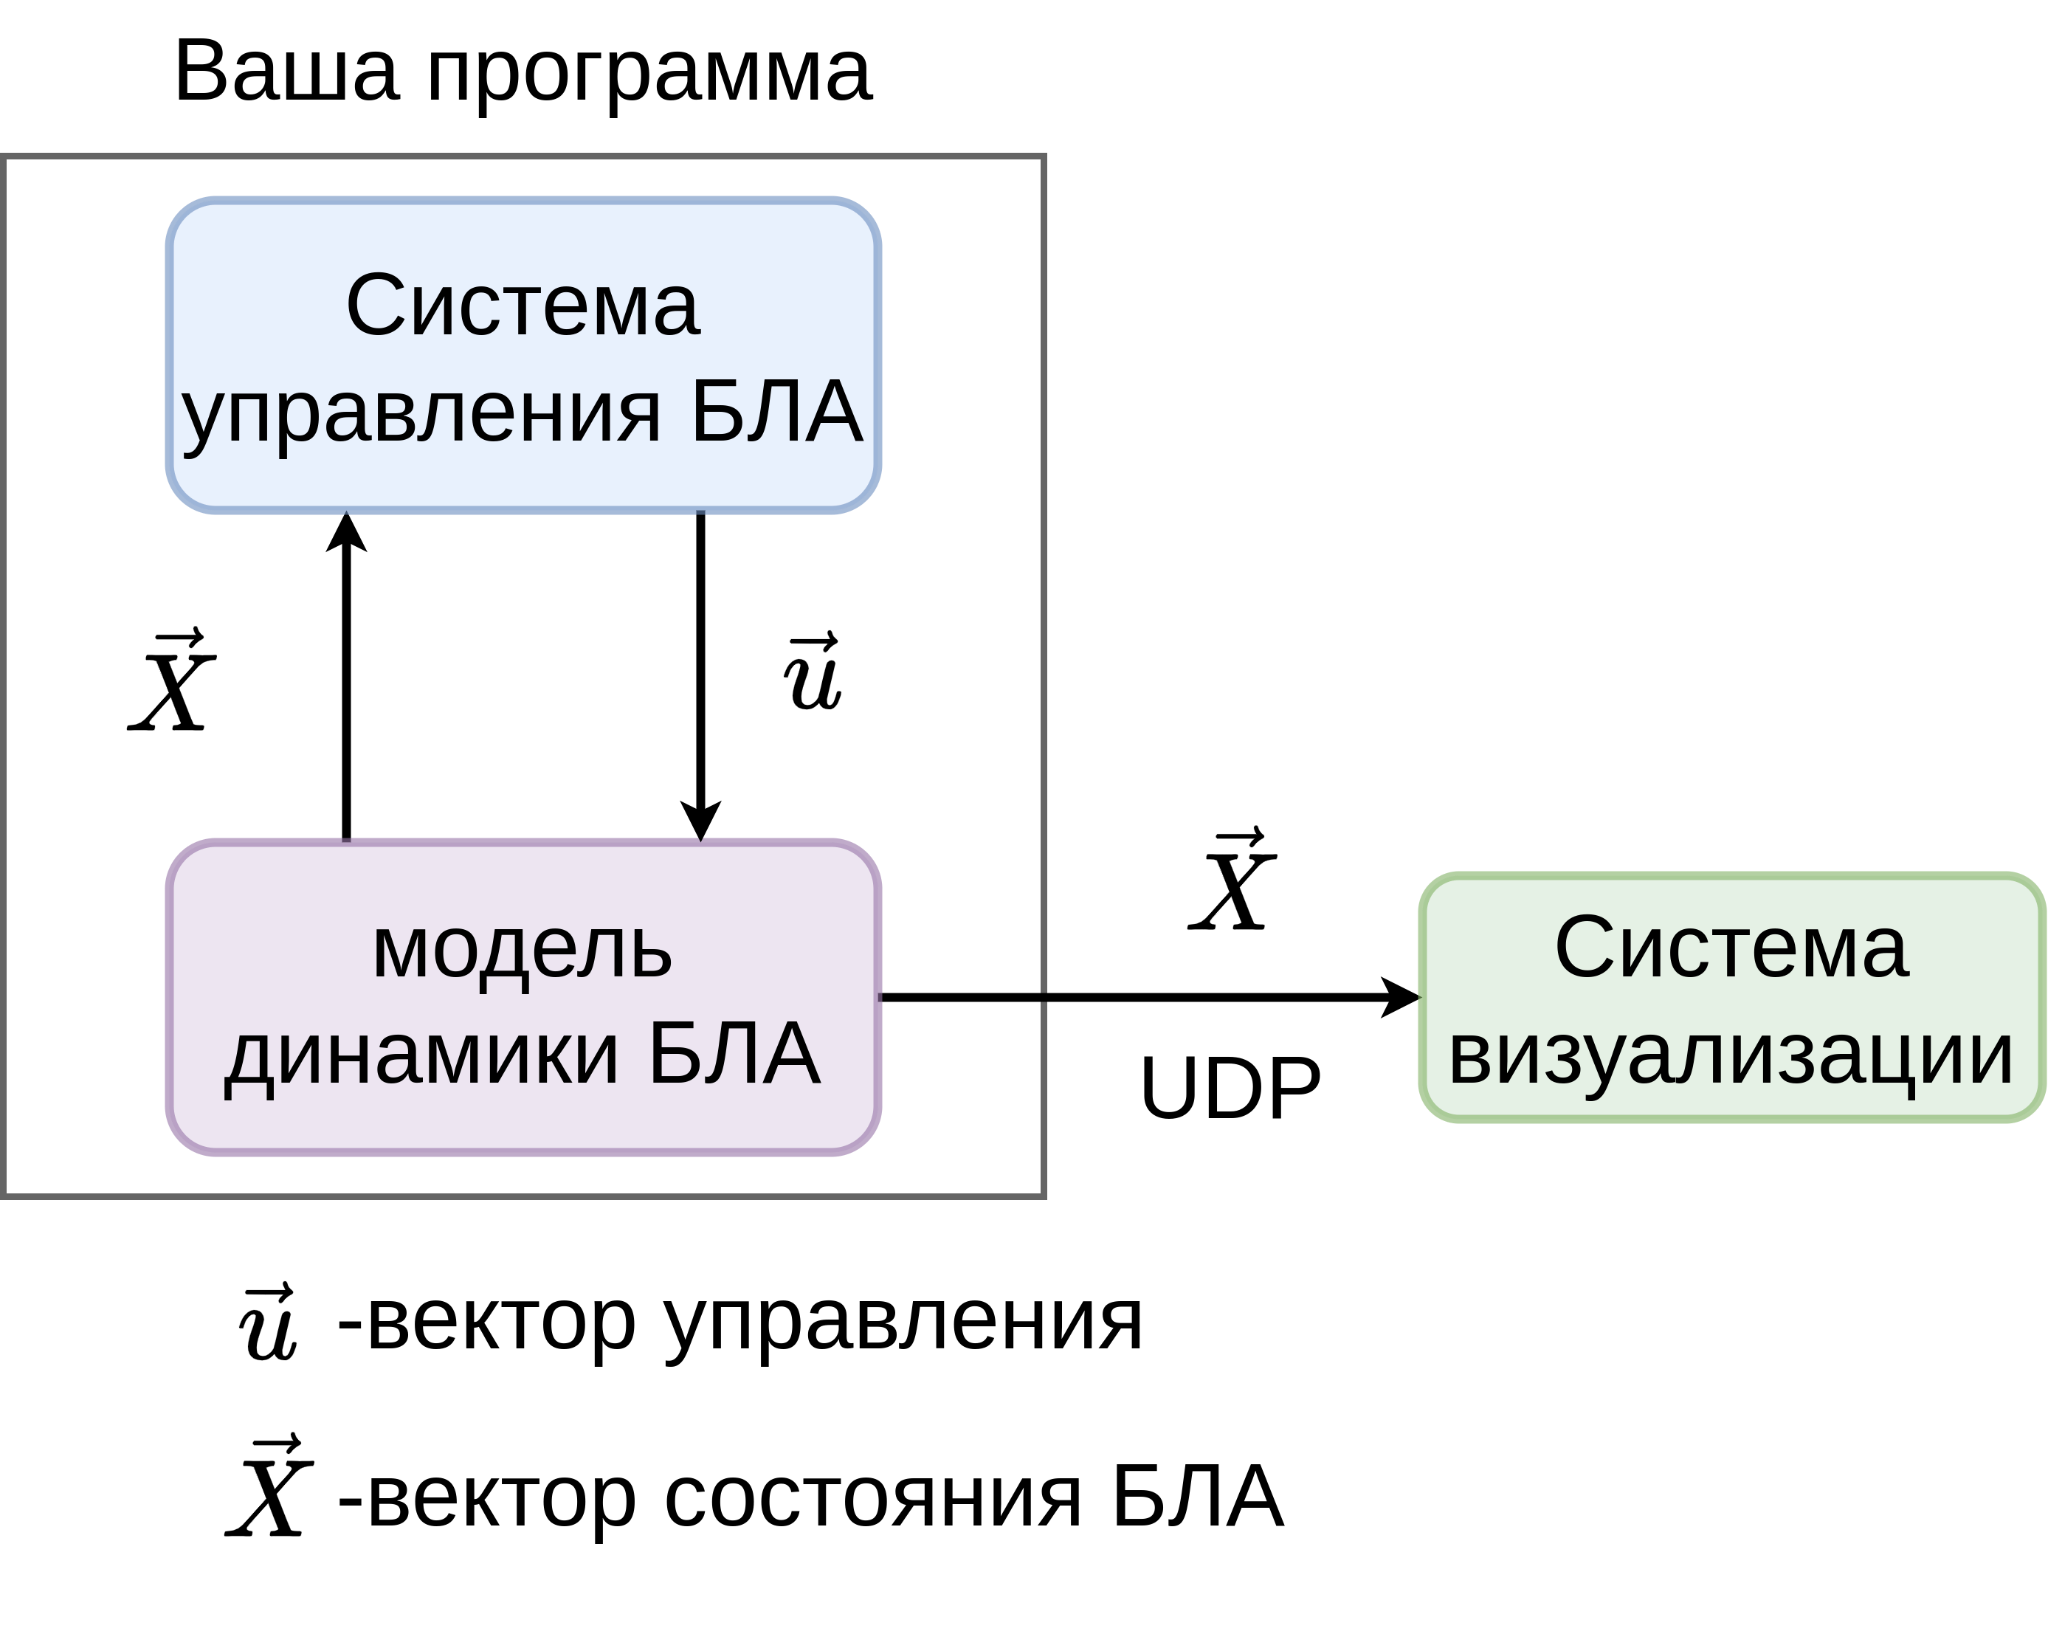 Ваша программа
Система
управления БЛА
X⃗
u⃗
модель
динамики БЛА
X⃗
UDP
Система
визуализации
u⃗ -вектор управления
X⃗ -вектор состояния БЛА